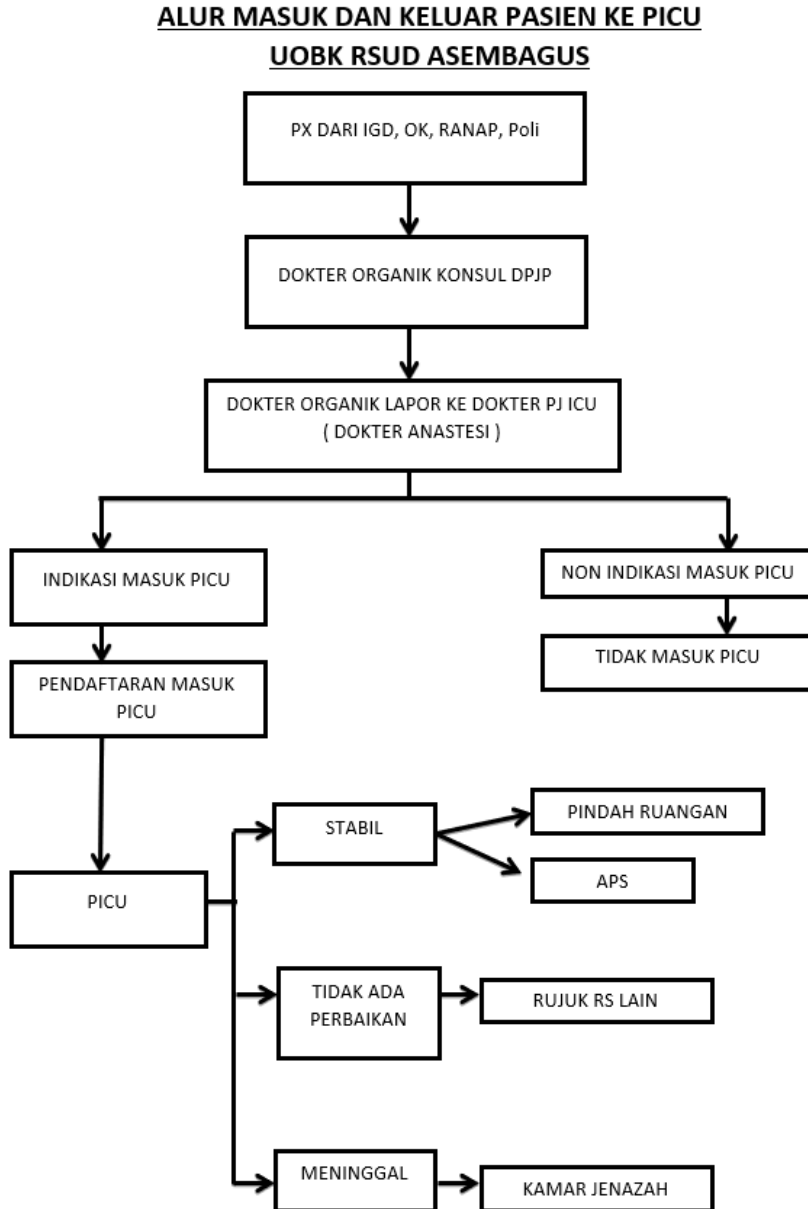 ALUR MASUK DAN KELUAR PASIEN KE PICU
UOBK RSUD ASEMBAGUS
PX DARI IGD, OK, RANAP, Poli
DOKTER ORGANIK KONSUL DPJP
DOKTER ORGANIK LAPOR KE DOKTER PJ ICU
( DOKTER ANASTESI )
INDIKASI MASUK PICU
NON INDIKASI MASUK PICU
PENDAFTARAN MASUK
PICU
TIDAK MASUK PICU
PICU
STABIL
PINDAH RUANGAN
APS
TIDAK ADA
PERBAIKAN
RUJUK RS LAIN
MENINGGAL
KAMAR JENAZAH